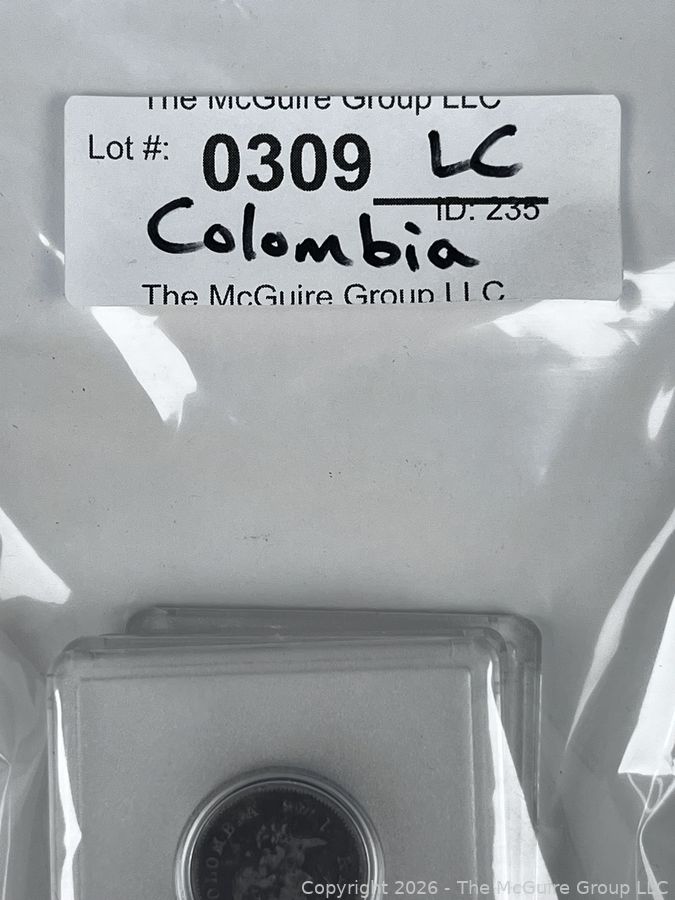 The McGuire Group LLC
Lot #: 0309 LC
ID: 235
Colombia
The McGuire Group LLC
Copyright 2026 - The McGuire Group LLC